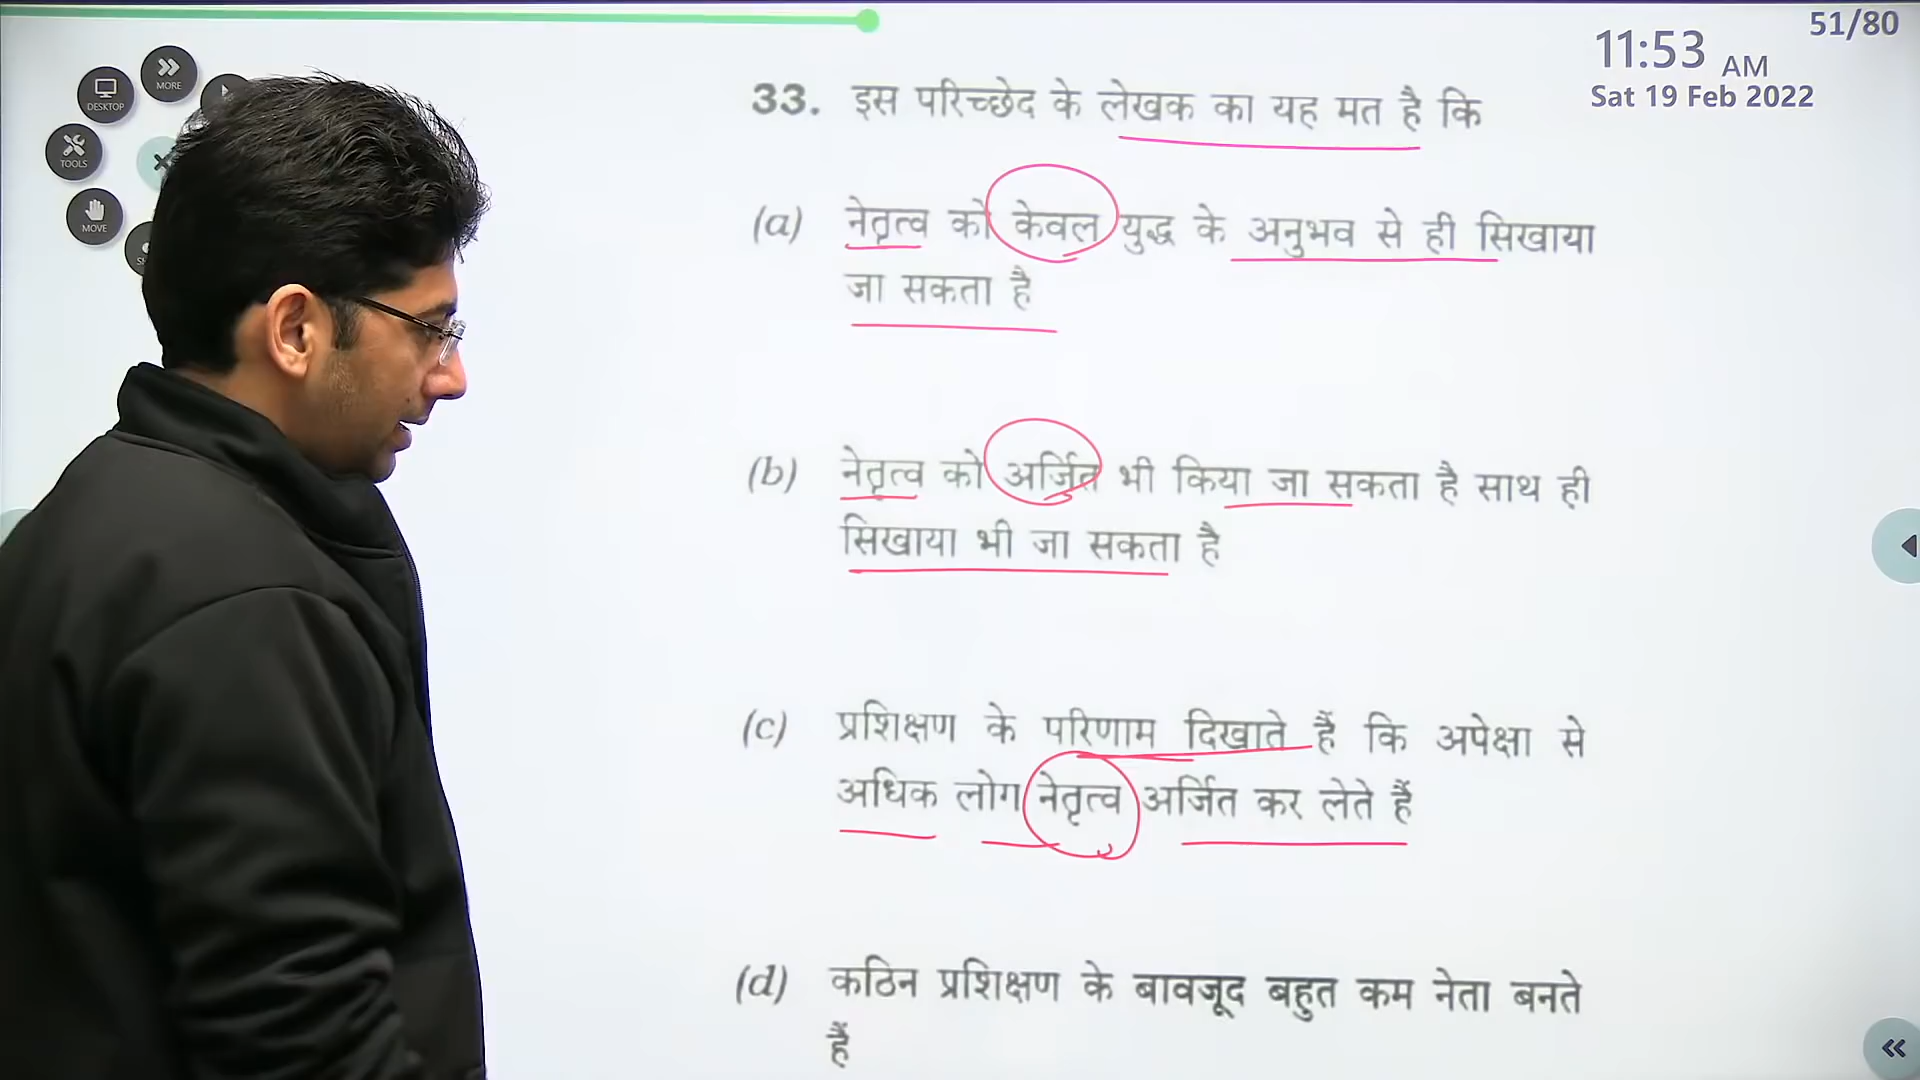 51/80
11:53 AM
Sat 19 Feb 2022
MORE
DESKTOP
TOOLS
MOVE
33. इस परिच्छेद के लेखक का यह मत है कि
(a) नेतृत्व को केवल युद्ध के अनुभव से ही सिखाया
जा सकता है
(b) नेतृत्व को अर्जित भी किया जा सकता है साथ ही
सिखाया भी जा सकता है
(c) प्रशिक्षण के परिणाम दिखाते हैं कि अपेक्षा से
अधिक लोग नेतृत्व अर्जित कर लेते हैं
(d) कठिन प्रशिक्षण के बावजूद बहुत कम नेता बनते
हैं